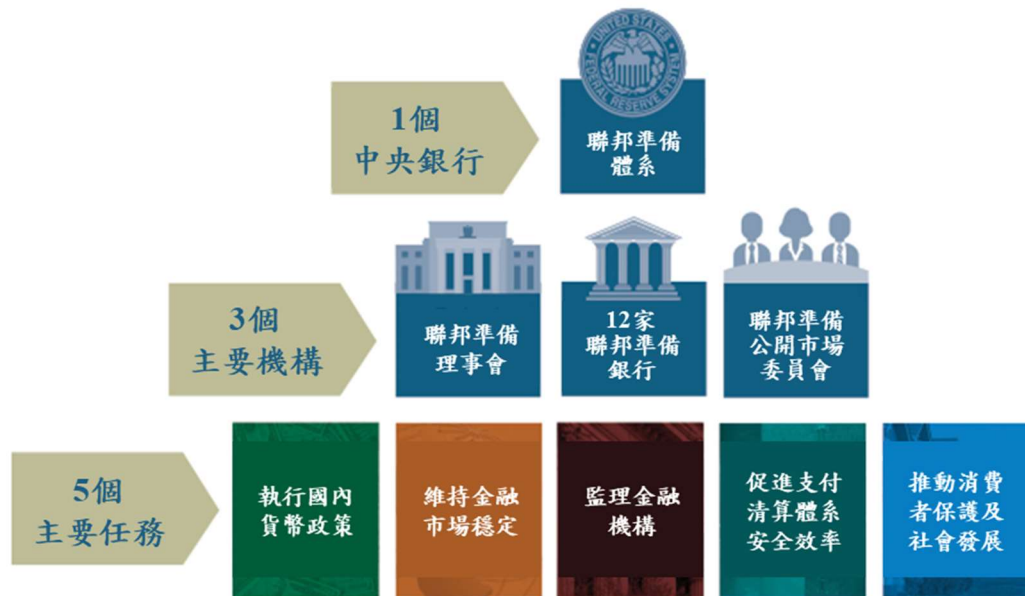 UNITED STATES
FEDERAL RESERVE SYSTEM
1個
中央銀行
聯邦準備
體系
3個
主要機構
聯邦準備
理事會
12家
聯邦準備
銀行
聯邦準備
公開市場
委員會
5個
主要任務
執行國內
貨幣政策
維持金融
市場穩定
監理金融
機構
促進支付
清算體系
安全效率
推動消費
者保護及
社會發展